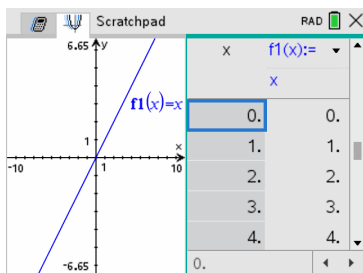 Scratchpad RAD
6.65 y
f1(x)=x
1
x
-10 1 10
-6.65
x f1(x):=
x
0. 0.
1. 1.
2. 2.
3. 3.
4. 4.
0.